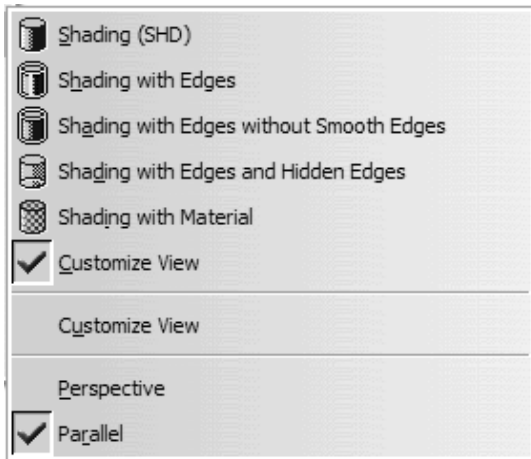 Shading (SHD)
Shading with Edges
Shading with Edges without Smooth Edges
Shading with Edges and Hidden Edges
Shading with Material
Customize View
Customize View
Perspective
Parallel